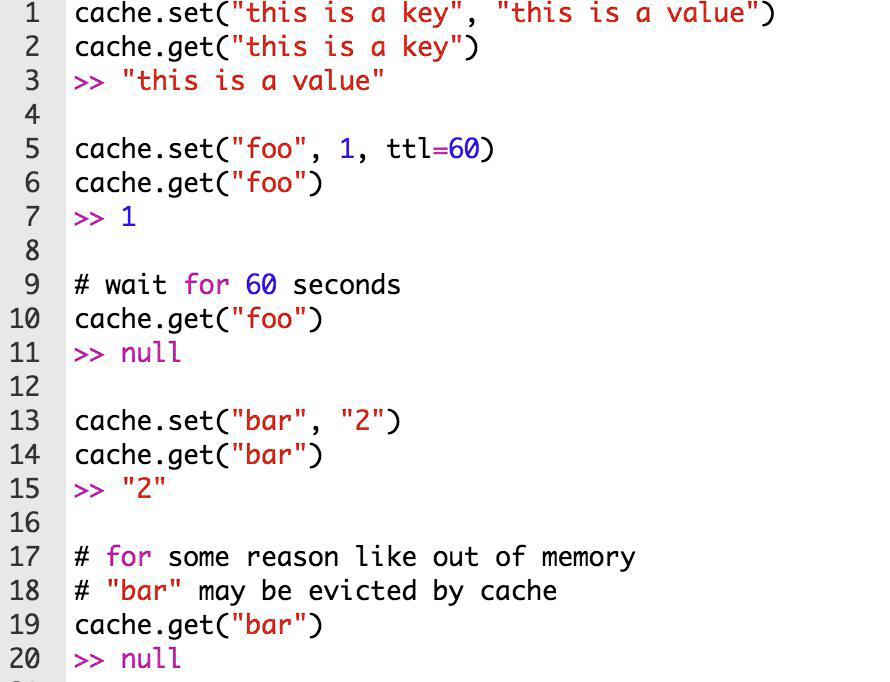 1 cache.set("this is a key", "this is a value")
2 cache.get("this is a key")
3 >> "this is a value"
4
5 cache.set("foo", 1, ttl=60)
6 cache.get("foo")
7 >> 1
8
9 # wait for 60 seconds
10 cache.get("foo")
11 >> null
12
13 cache.set("bar", "2")
14 cache.get("bar")
15 >> "2"
16
17 # for some reason like out of memory
18 # "bar" may be evicted by cache
19 cache.get("bar")
20 >> null